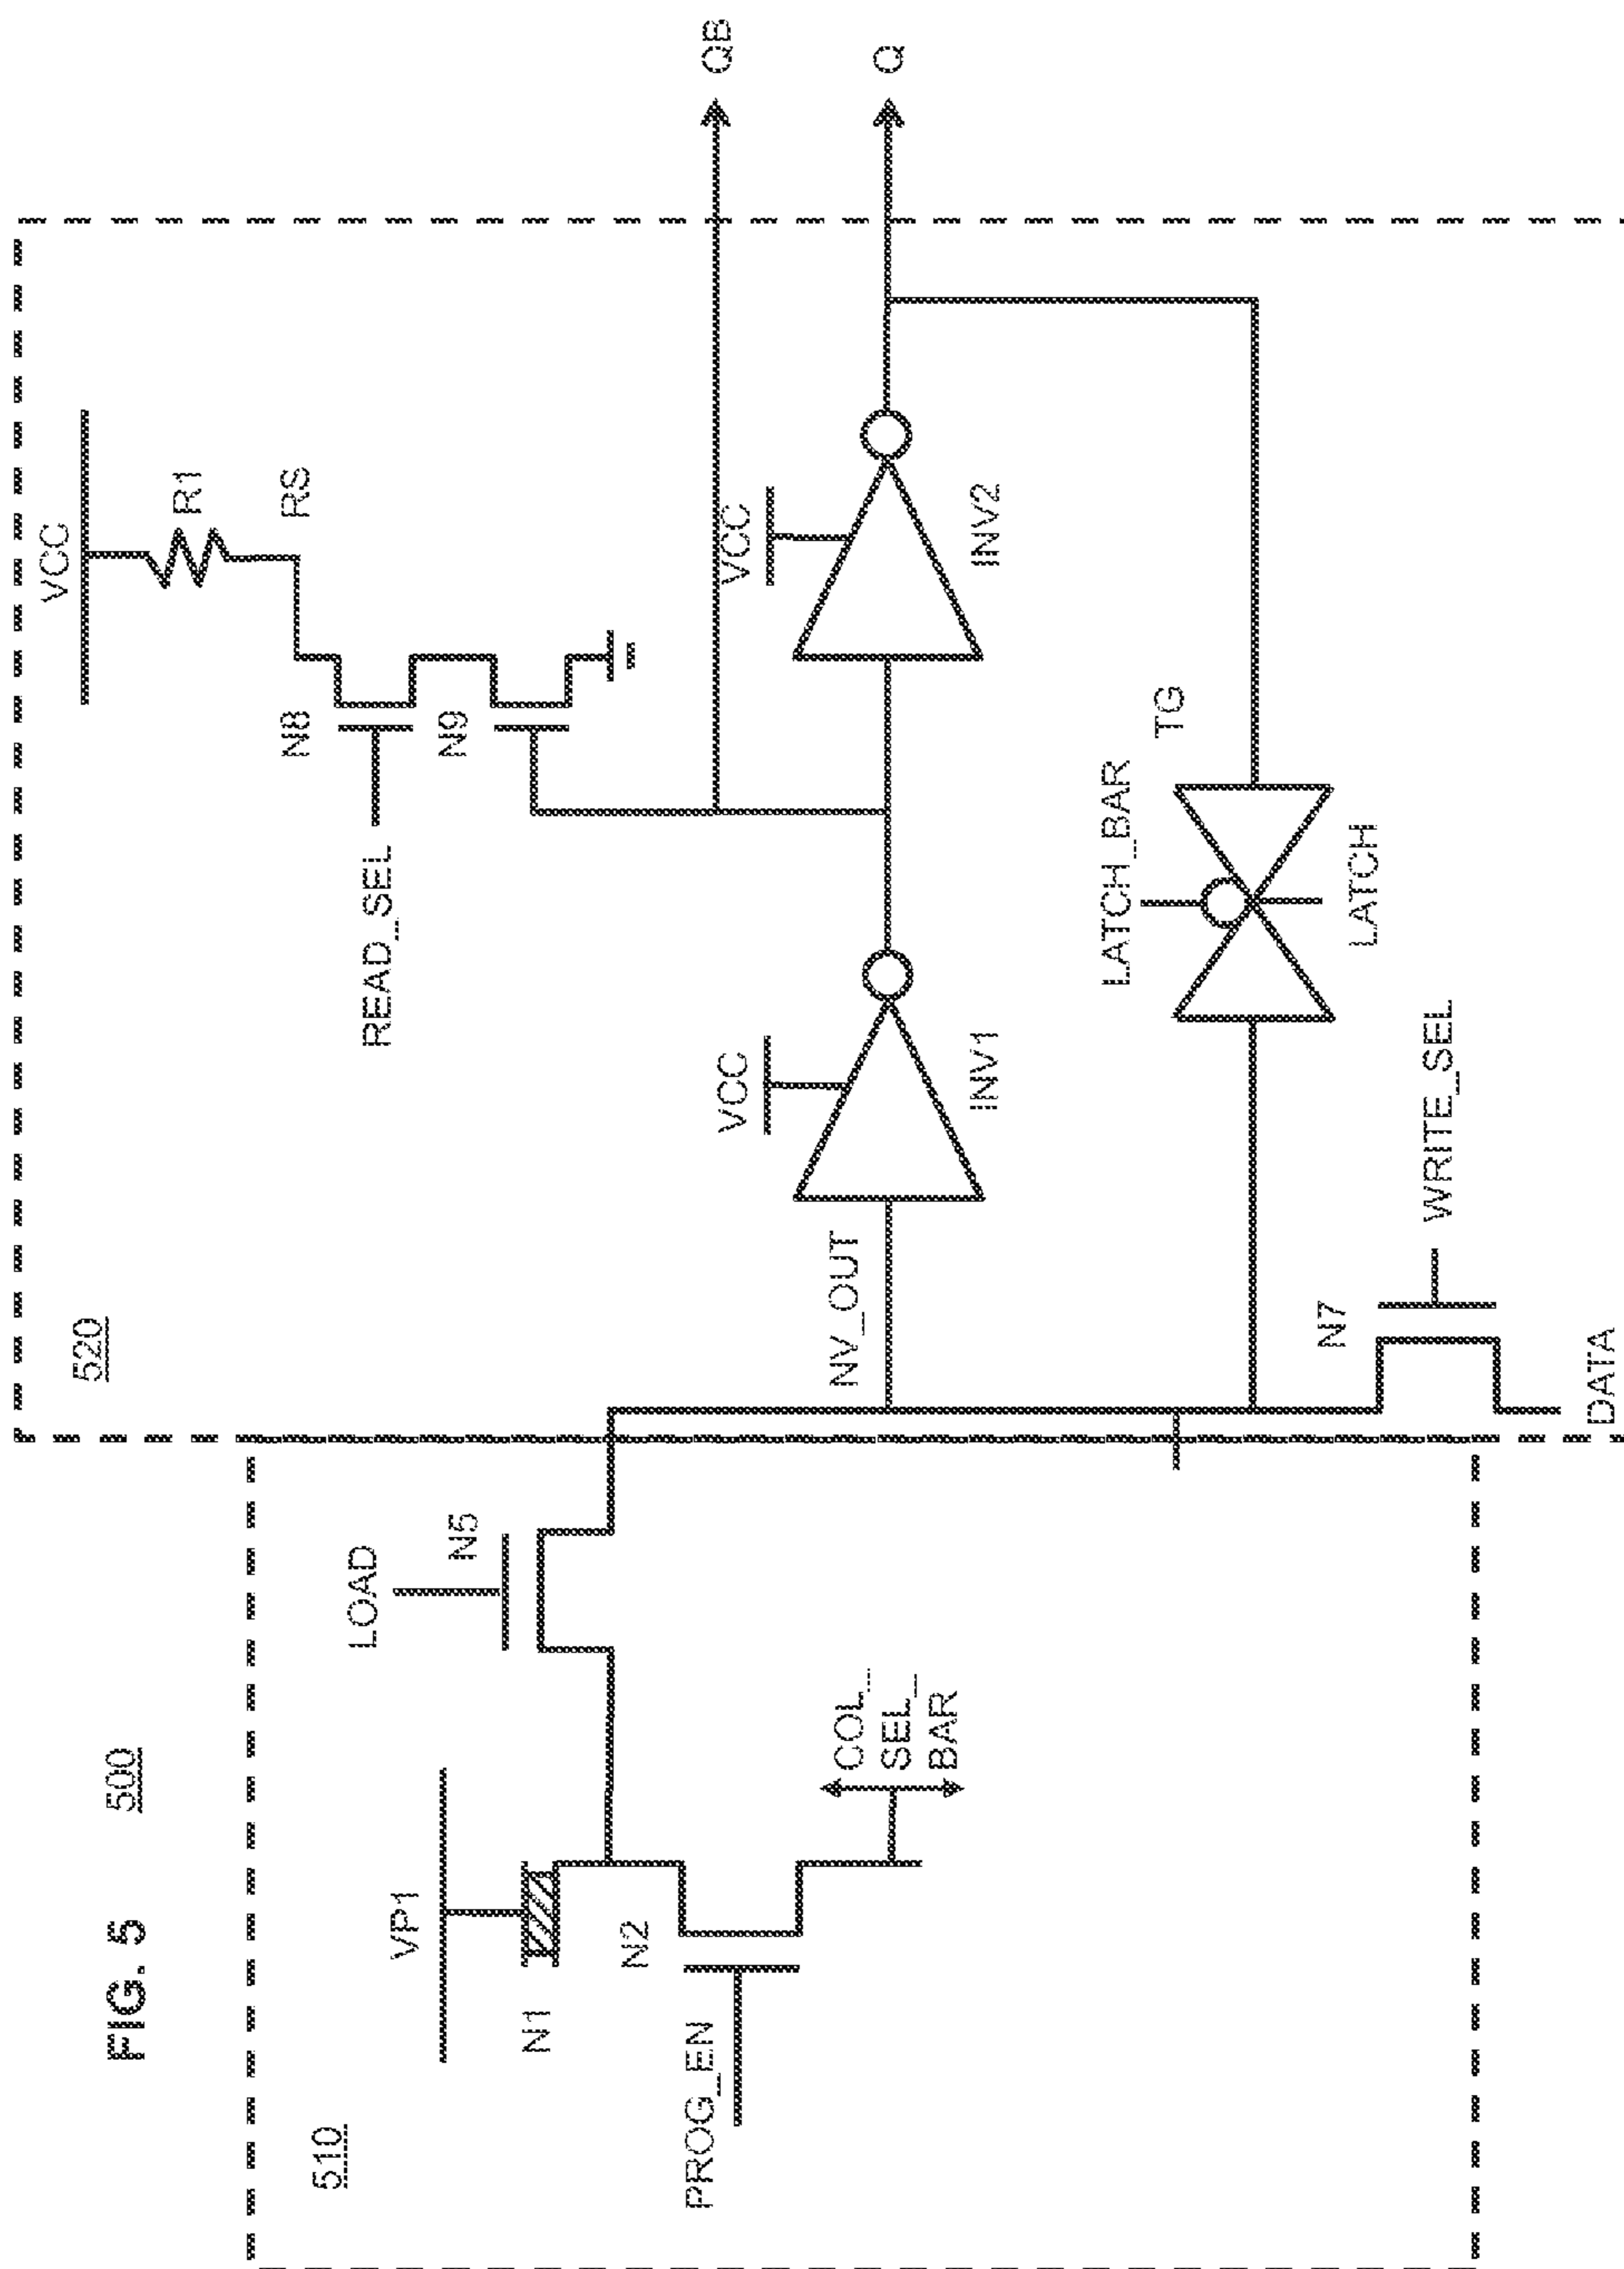 FIG. 5
500
510
520
VP1
N1
N2
PROG_EN
COL_
SEL_
BAR
LOAD
N5
NV_OUT
VCC
INV1
VCC
INV2
VCC
R1
RS
N8
READ_SEL
N9
QB
Q
TG
LATCH_BAR
LATCH
N7
WRITE_SEL
DATA